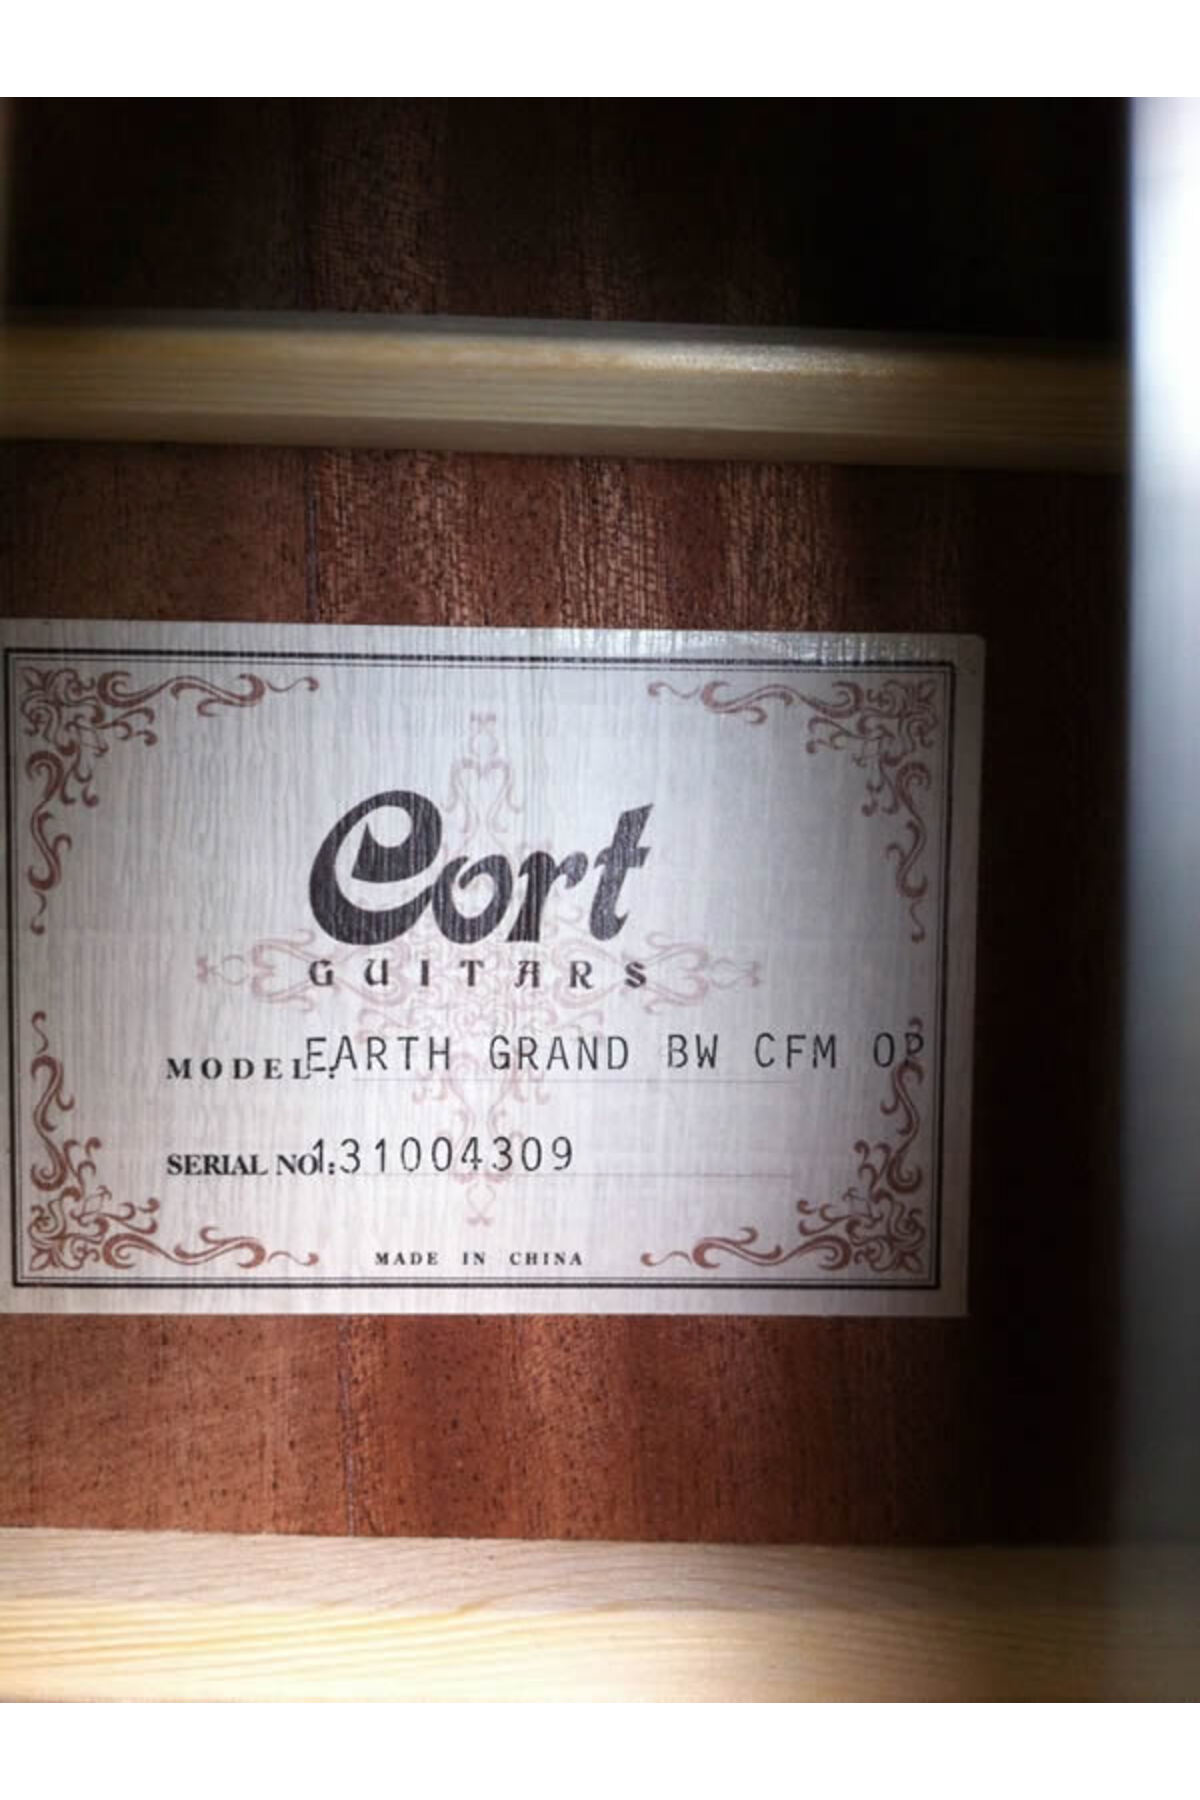 Cort
GUITARS
MODEL: EARTH GRAND BW CFM OP
SERIAL NO.: 131004309
MADE IN CHINA